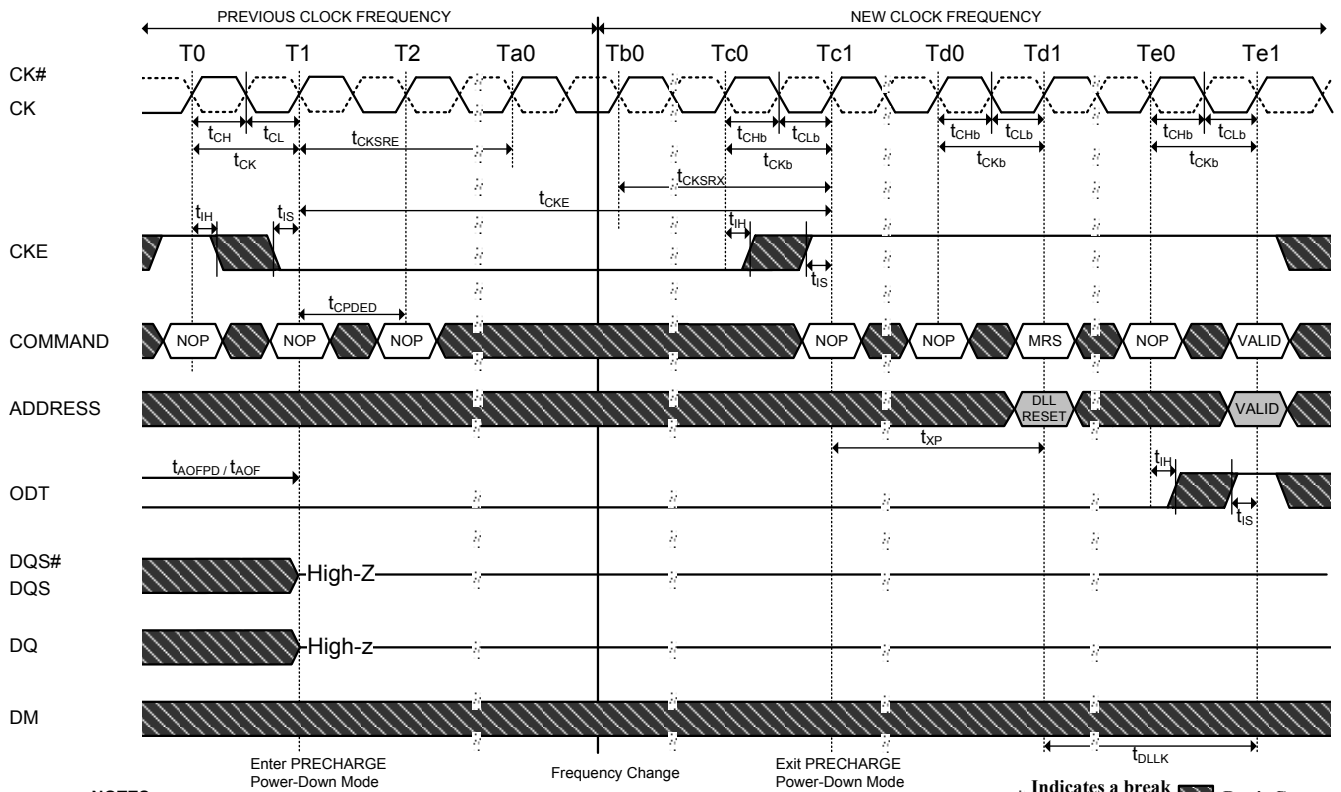 PREVIOUS CLOCK FREQUENCY NEW CLOCK FREQUENCY
T0 T1 T2 Ta0 Tb0 Tc0 Tc1 Td0 Td1 Te0 Te1
CK#
CK
tCH tCL tCKSRE tCHb tCLb tCHb tCLb tCHb tCLb
tCK tCKb tCKb tCKb
tCKSRX
tCKE
tIH tIS tIH
CKE
tIS
tCPDED
COMMAND NOP NOP NOP NOP NOP MRS NOP VALID
ADDRESS DLL RESET VALID
tXP
tAOFPD / tAOF tIH
ODT
tIS
DQS#
DQS High-Z
DQ High-z
DM
tDLLK
Enter PRECHARGE
Power-Down Mode
Frequency Change
Exit PRECHARGE
Power-Down Mode
Indicates a break